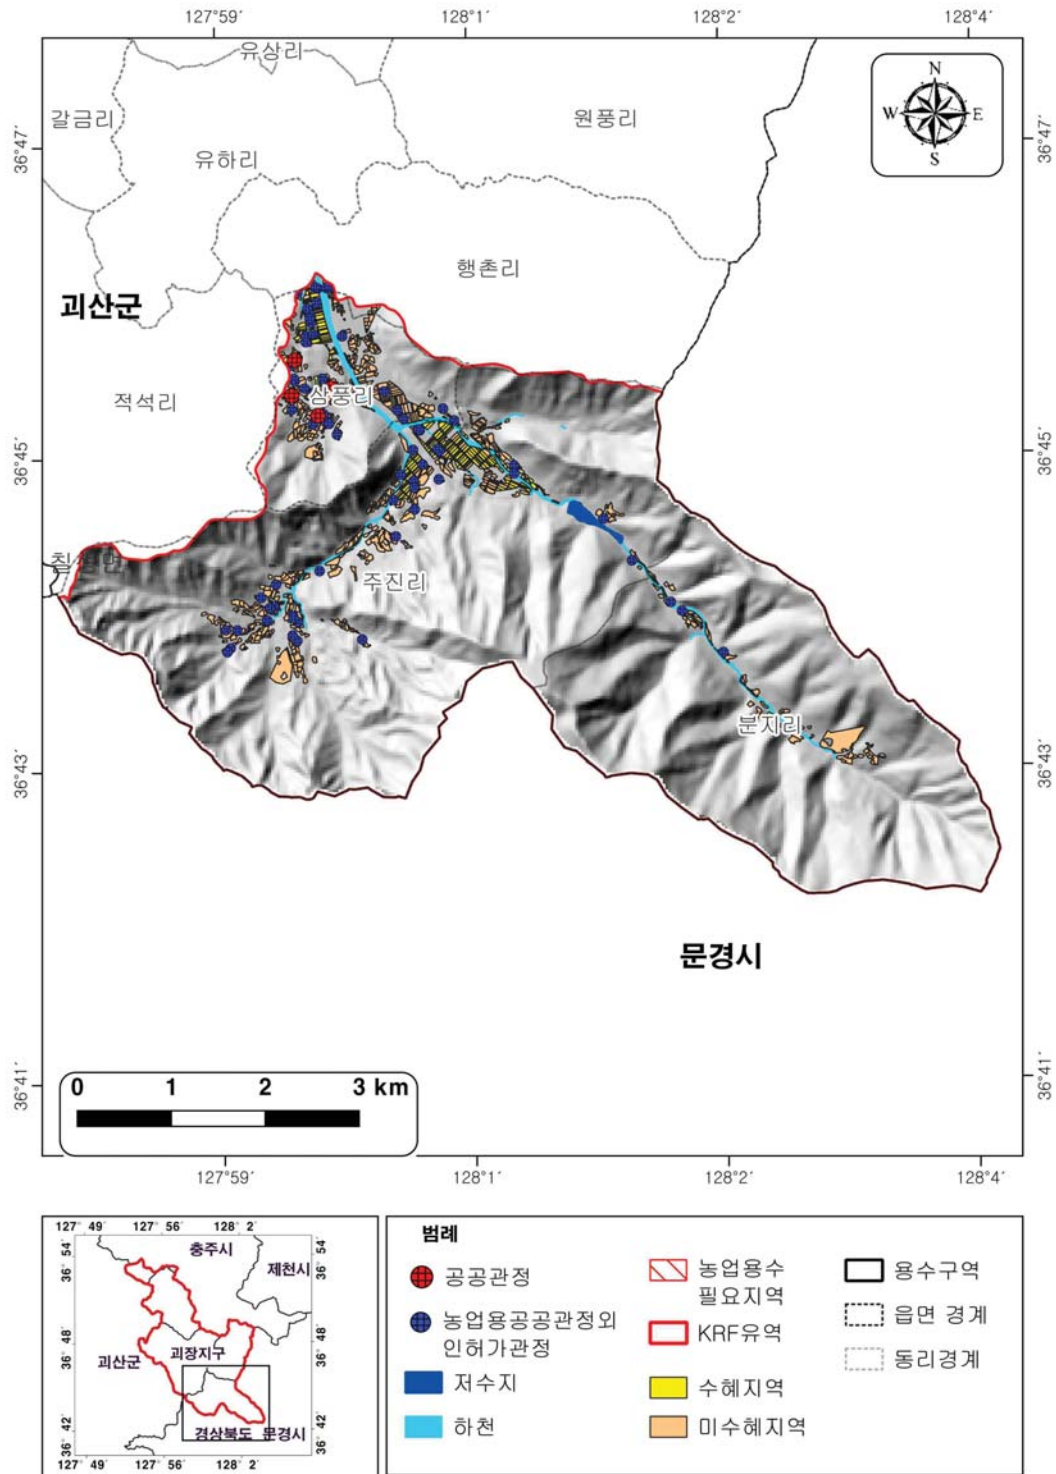 127°59′ 128°1′ 128°2′ 128°4′
유상리
갈금리
원풍리
N
W E
S
36°47′ 36°47′
유하리
행촌리
괴산군
적석리
삼풍리
36°45′ 36°45′
주진리
분지리
36°43′ 36°43′
문경시
36°41′ 36°41′
0 1 2 3 km
127°59′ 128°1′ 128°2′ 128°4′
127° 49′ 127° 56′ 128° 2′
충주시
제천시
36° 54′ 36° 54′
36° 48′ 36° 48′
괴장지구
괴산군
36° 42′ 36° 42′
경상북도 문경시
127° 49′ 127° 56′ 128° 2′
범례
공공관정
농업용공공관정외
인허가관정
저수지
하천
농업용수
필요지역
KRF유역
수혜지역
미수혜지역
용수구역
읍면 경계
동리경계